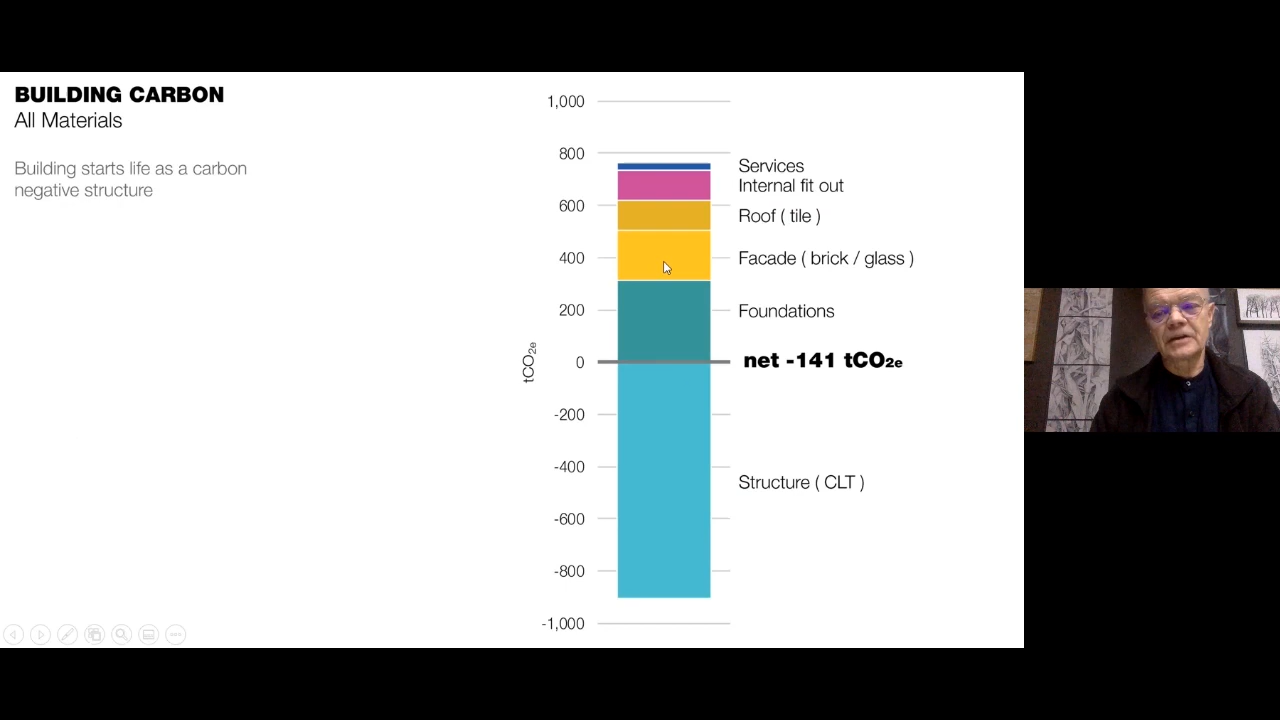 BUILDING CARBON
All Materials
Building starts life as a carbon
negative structure
1,000
800
Services
Internal fit out
600
Roof ( tile )
400
Facade ( brick / glass )
200
Foundations
tCO2e
0
net -141 tCO2e
-200
-400
Structure ( CLT )
-600
-800
-1,000